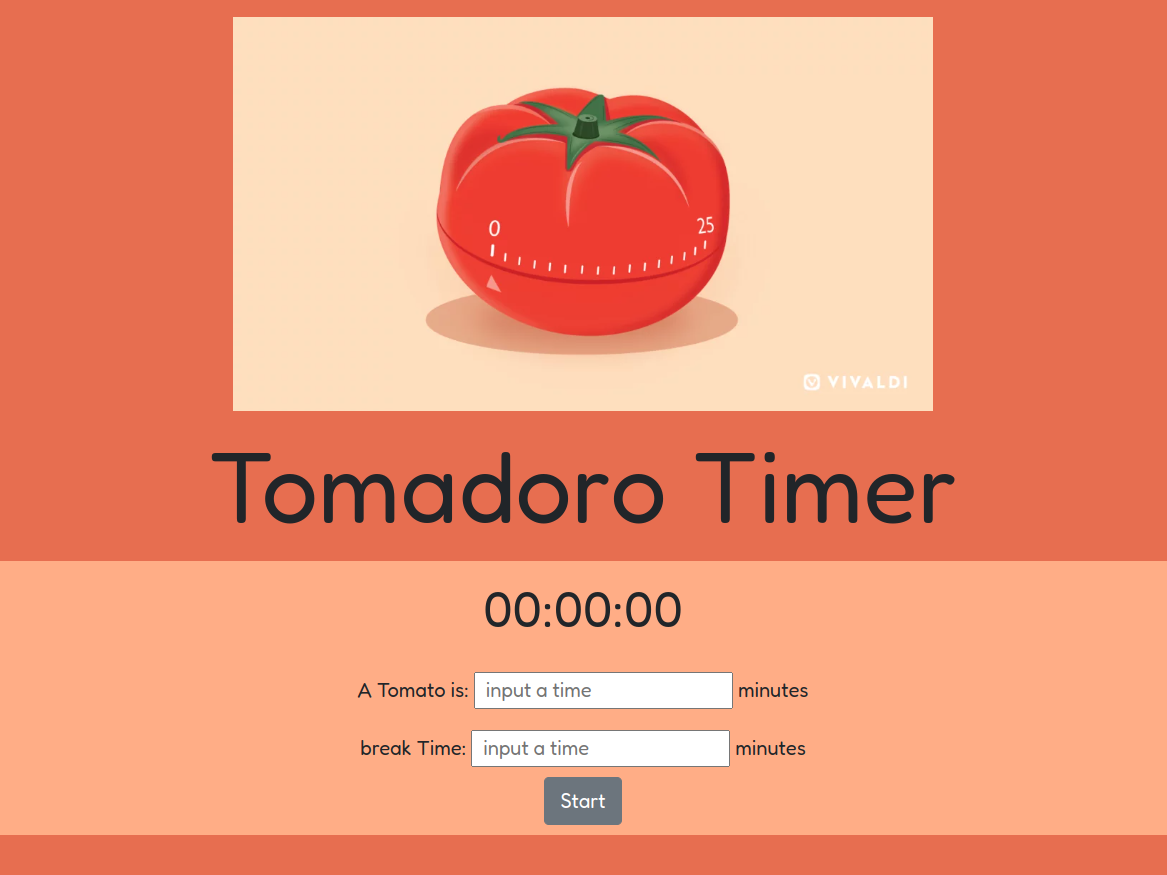 0 25
VIVALDI
Tomadoro Timer
00:00:00
A Tomato is: input a time minutes
break Time: input a time minutes
Start